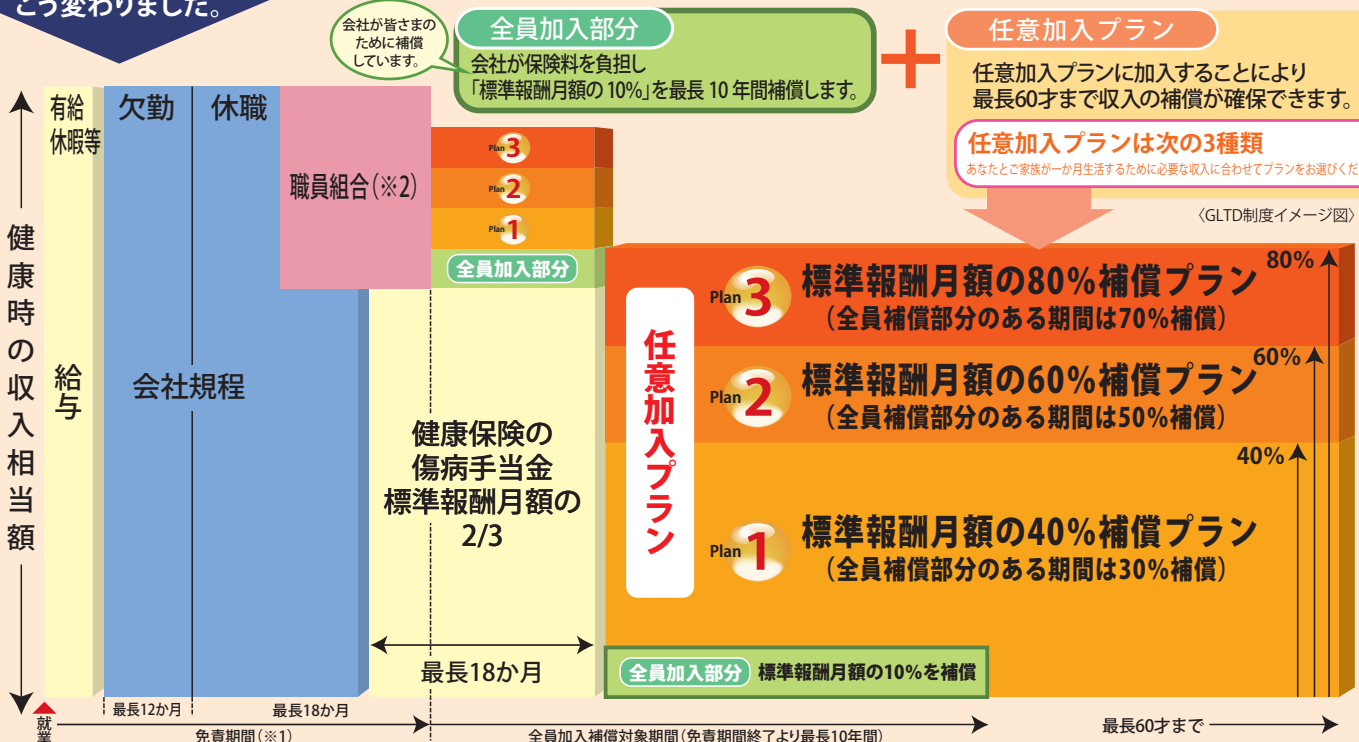 こう変わりました。
会社が皆さまの
ために補償
しています。
全員加入部分
会社が保険料を負担し
「標準報酬月額の10%」を最長10年間補償します。
+
任意加入プラン
任意加入プランに加入することにより
最長60才まで収入の補償が確保できます。
任意加入プランは次の3種類
あなたとご家族が一か月生活するために必要な収入に合わせてプランをお選びくだ
〈GLTD制度イメージ図〉
健康時の収入相当額
有給
休暇等
給与
欠勤
休職
会社規程
職員組合(※2)
Plan 3
Plan 2
Plan 1
全員加入部分
健康保険の
傷病手当金
標準報酬月額の
2/3
最長18か月
任意加入プラン
Plan 3 標準報酬月額の80%補償プラン
(全員補償部分のある期間は70%補償)
80%
Plan 2 標準報酬月額の60%補償プラン
(全員補償部分のある期間は50%補償)
60%
Plan 1 標準報酬月額の40%補償プラン
(全員補償部分のある期間は30%補償)
40%
全員加入部分 標準報酬月額の10%を補償
最長12か月
最長18か月
就業
免責期間(※1)
全員加入補償対象期間(免責期間終了より最長10年間)
最長60才まで